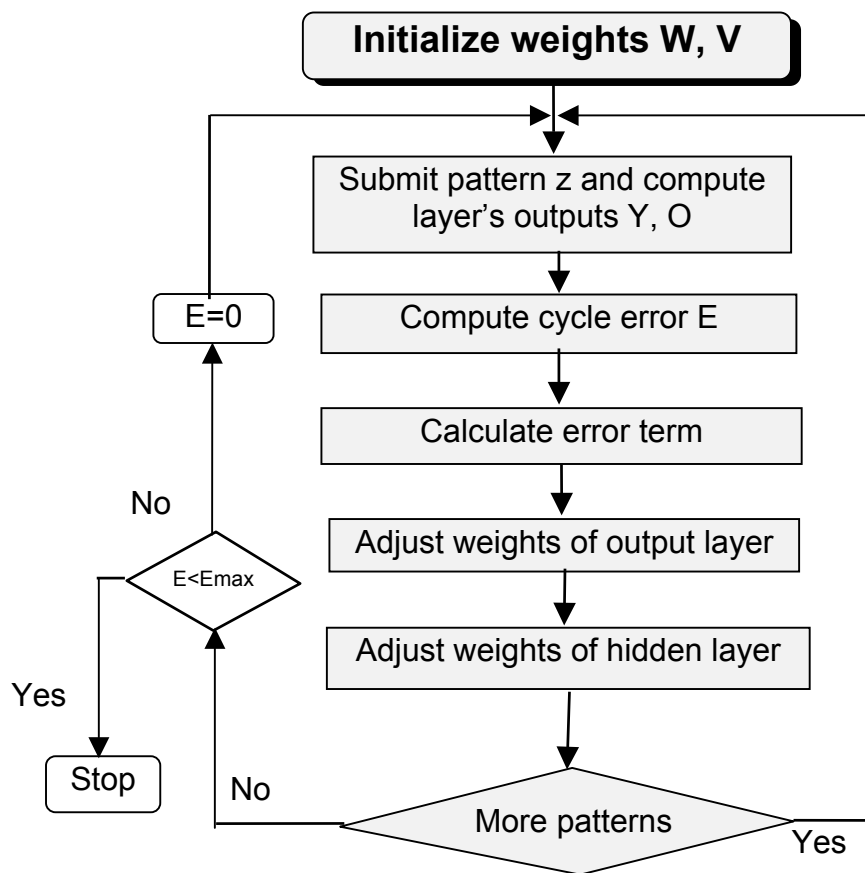 Initialize weights W, V
Submit pattern z and compute
layer’s outputs Y, O
E=0
Compute cycle error E
Calculate error term
No
Adjust weights of output layer
E<Emax
Adjust weights of hidden layer
Yes
Stop
No
More patterns
Yes